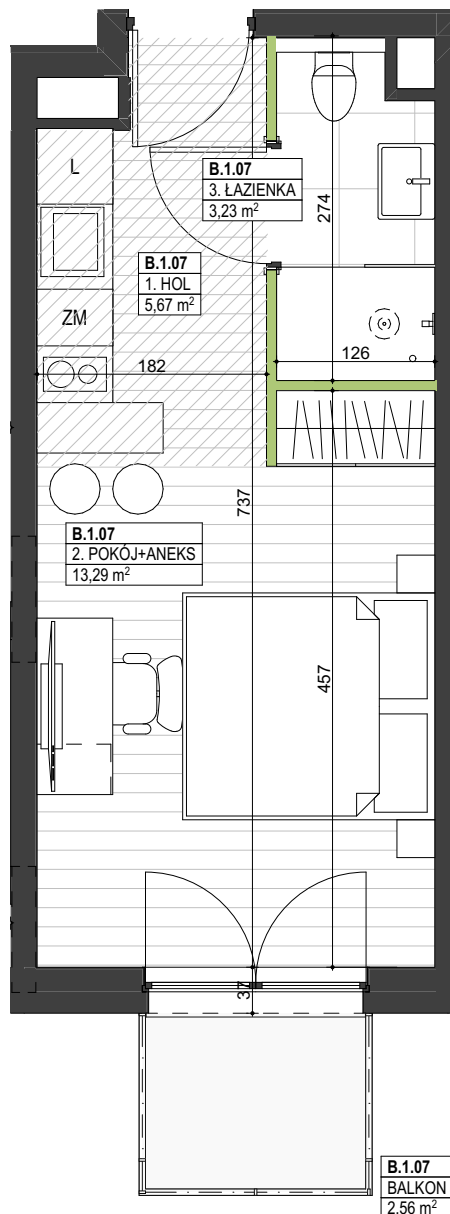 L
B.1.07
3. ŁAZIENKA
3,23 m²
274
B.1.07
1. HOL
5,67 m²
ZM
182
126
737
B.1.07
2. POKÓJ+ANEKS
13,29 m²
457
37
B.1.07
BALKON
2,56 m²